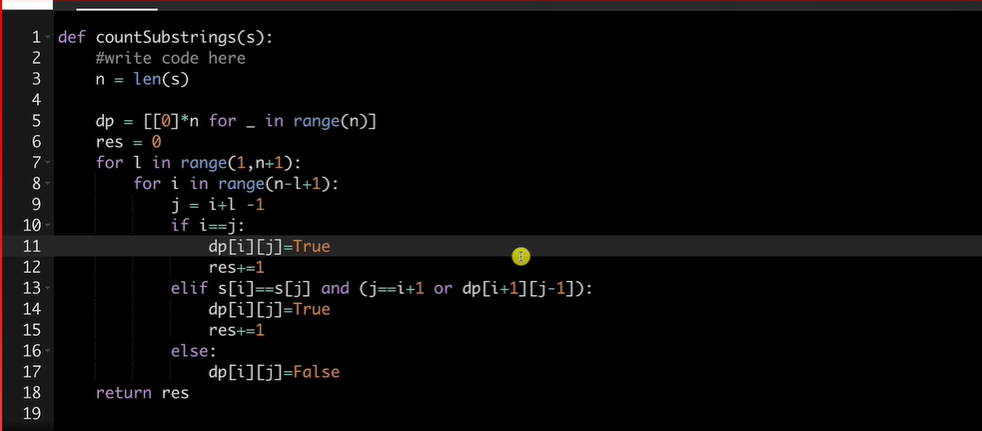 1 def countSubstrings(s):
2     #write code here
3     n = len(s)
4
5     dp = [[0]*n for _ in range(n)]
6     res = 0
7     for l in range(1,n+1):
8         for i in range(n-l+1):
9             j = i+l -1
10             if i==j:
11                 dp[i][j]=True
12                 res+=1
13             elif s[i]==s[j] and (j==i+1 or dp[i+1][j-1]):
14                 dp[i][j]=True
15                 res+=1
16             else:
17                 dp[i][j]=False
18     return res
19